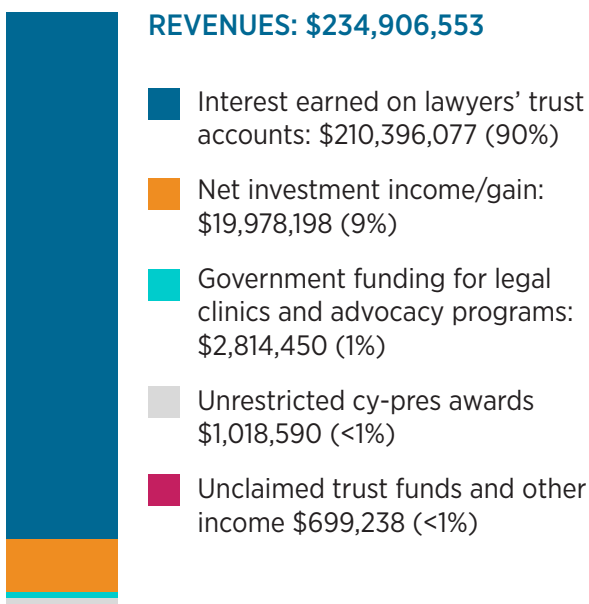 REVENUES: $234,906,553
Interest earned on lawyers’ trust
accounts: $210,396,077 (90%)
Net investment income/gain:
$19,978,198 (9%)
Government funding for legal
clinics and advocacy programs:
$2,814,450 (1%)
Unrestricted cy-pres awards
$1,018,590 (<1%)
Unclaimed trust funds and other
income $699,238 (<1%)